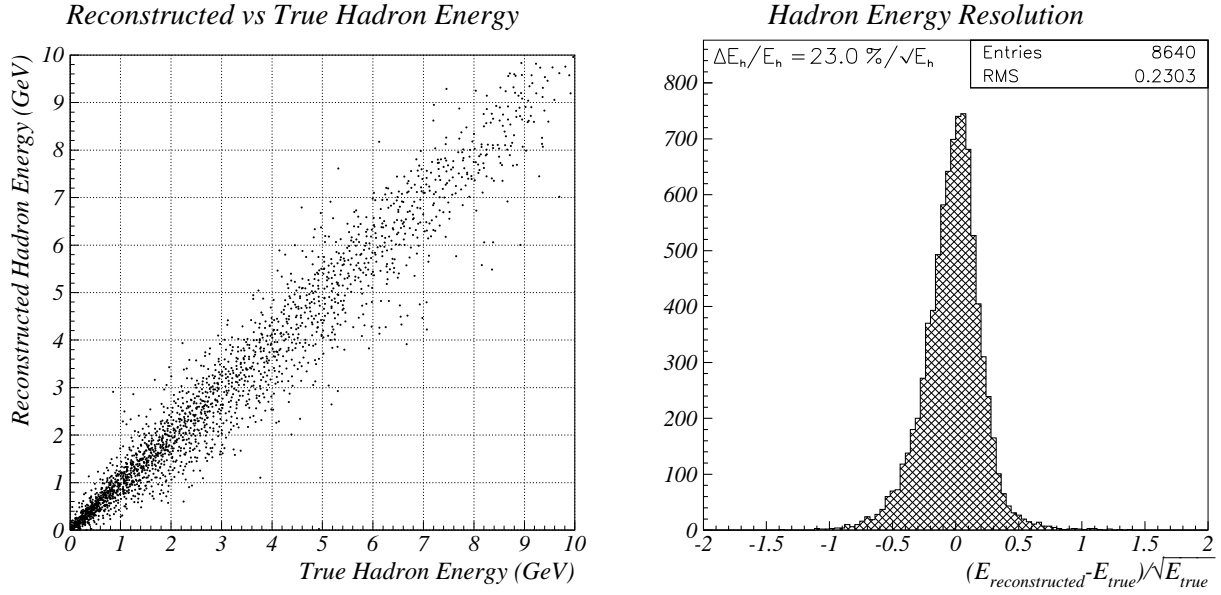 Reconstructed vs True Hadron Energy
Reconstructed Hadron Energy (GeV)
10
9
8
7
6
5
4
3
2
1
0
0 1 2 3 4 5 6 7 8 9 10
True Hadron Energy (GeV)
Hadron Energy Resolution
ΔE_h/E_h = 23.0 %/√E_h
Entries 8640
RMS 0.2303
800
700
600
500
400
300
200
100
0
-2 -1.5 -1 -0.5 0 0.5 1 1.5 2
(E_reconstructed-E_true)/√E_true